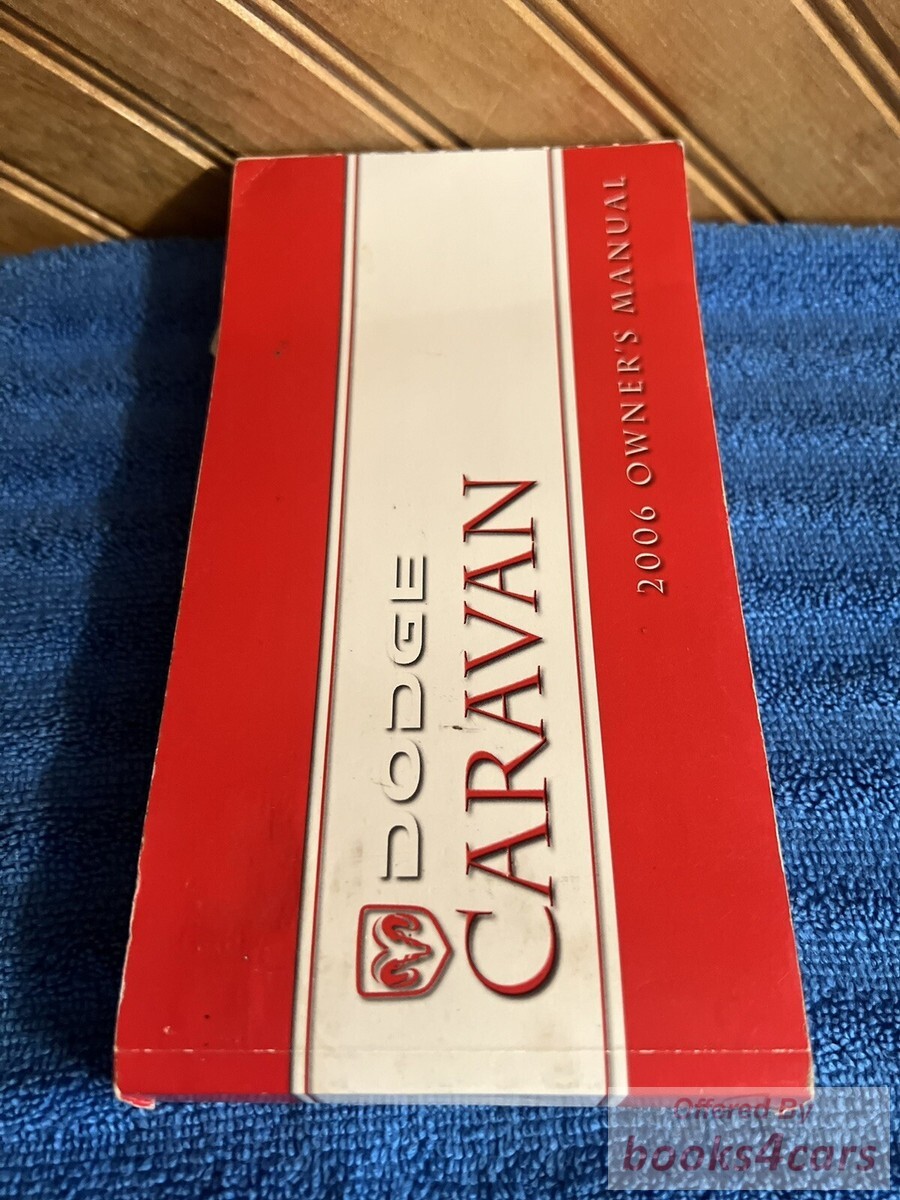 DODGE
CARAVAN
2006 OWNER'S MANUAL
Offered By
books4cars